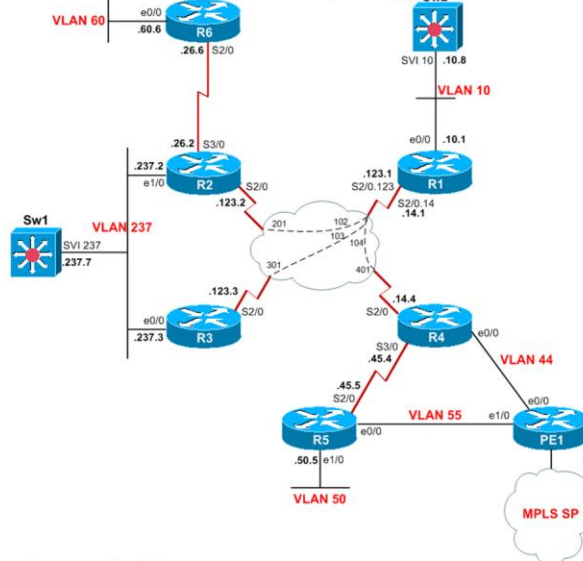 VLAN 60
e0/0
.60.6
R6
.26.6
S2/0
SVI 10
.10.8
VLAN 10
.26.2
S3/0
e0/0
.10.1
.237.2
e1/0
R2
S2/0
.123.2
.123.1
S2/0.123
R1
S2/0.14
.14.1
Sw1
VLAN 237
SVI 237
.237.7
201
102
103
104
301
401
.123.3
S2/0
.14.4
S2/0
e0/0
.237.3
R3
R4
e0/0
S3/0
.45.4
VLAN 44
.45.5
S2/0
VLAN 55
e1/0
e0/0
R5
e0/0
PE1
.50.5
e1/0
VLAN 50
MPLS SP